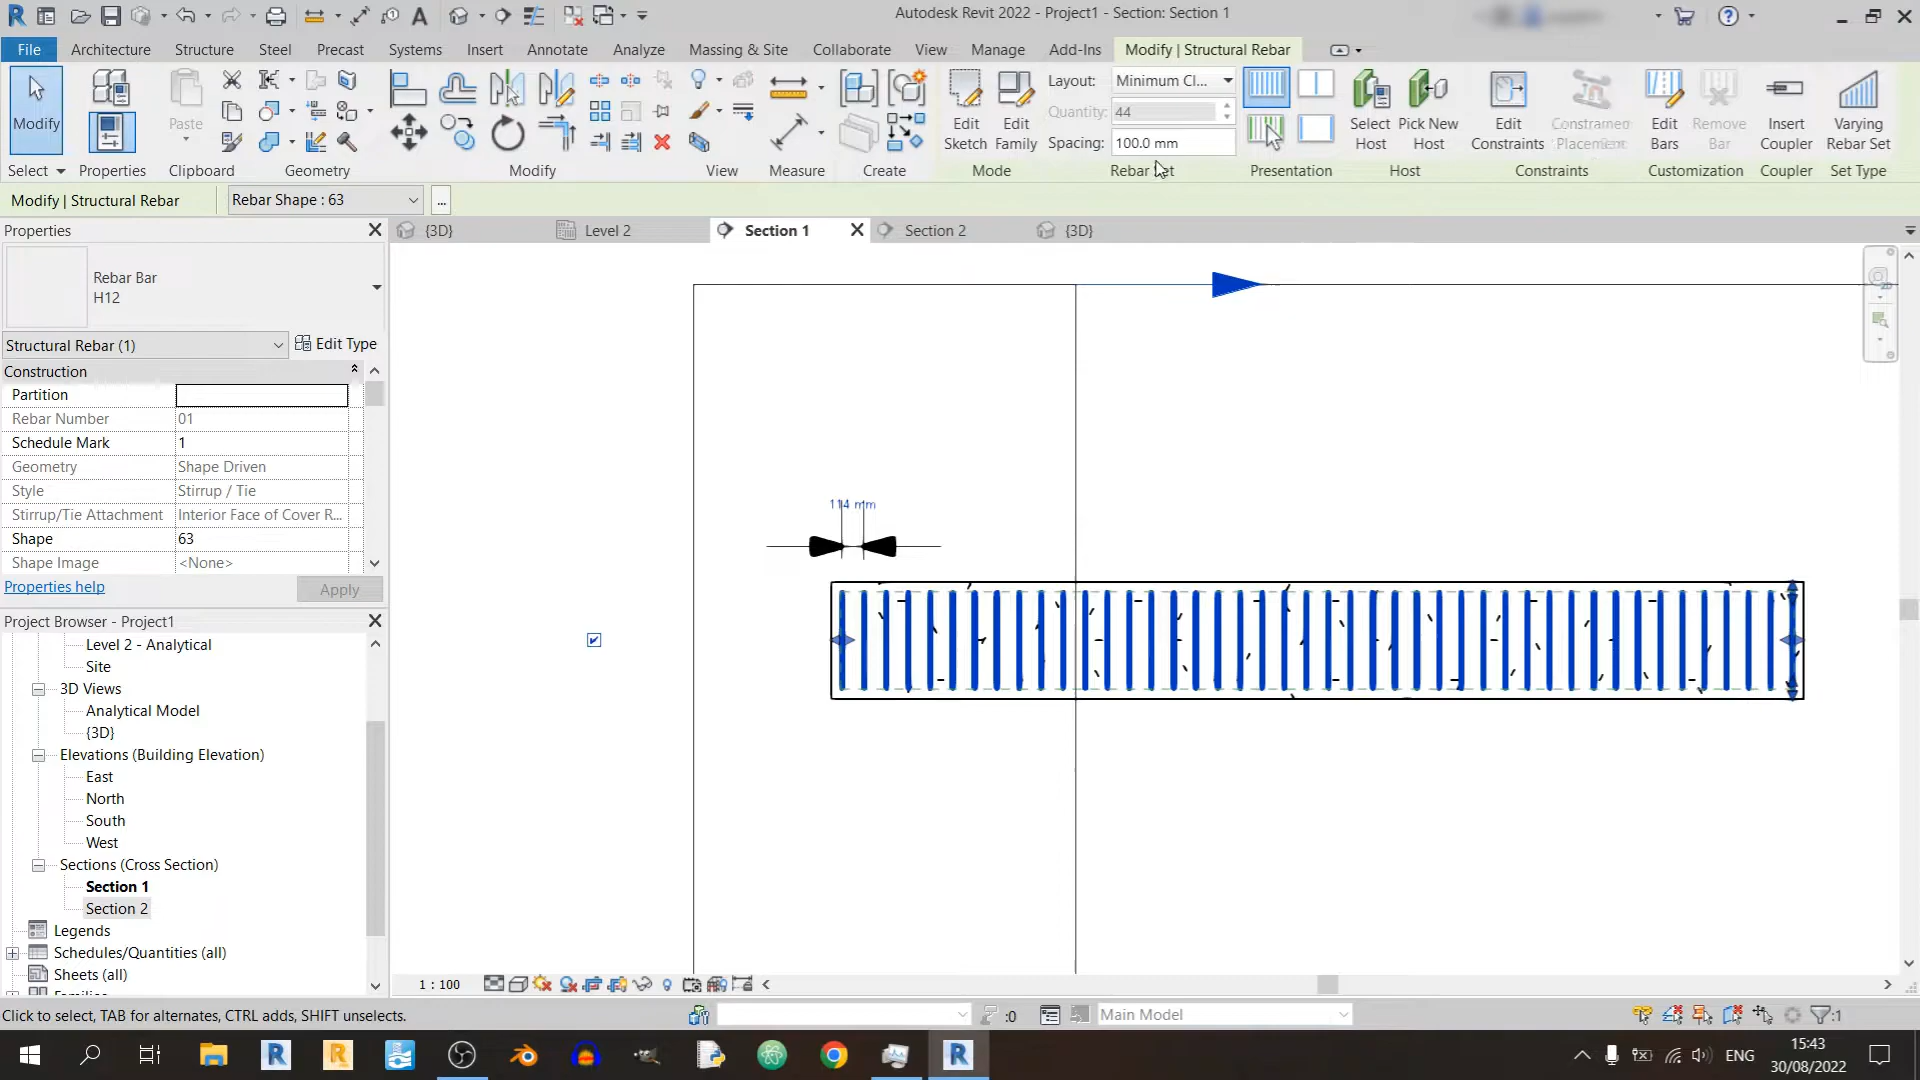 Autodesk Revit 2022 - Project1 - Section: Section 1
File
Architecture
Structure
Steel
Precast
Systems
Insert
Annotate
Analyze
Massing & Site
Collaborate
View
Manage
Add-Ins
Modify | Structural Rebar
Modify
Paste
Edit Sketch
Edit Family
Layout: Minimum Cl...
Quantity: 44
Spacing: 100.0 mm
Select Host
Pick New Host
Edit Constraints
Constrained Placement
Edit Bars
Remove Bar
Insert Coupler
Varying Rebar Set
Select
Properties
Clipboard
Geometry
Modify
View
Measure
Create
Mode
Rebar
Presentation
Host
Constraints
Customization
Coupler
Set Type
Modify | Structural Rebar
Rebar Shape : 63
...
Properties
{3D}
Level 2
Section 1
Section 2
{3D}
Rebar Bar
H12
Structural Rebar (1)
Edit Type
Construction
Partition
Rebar Number 01
Schedule Mark 1
Geometry Shape Driven
Style Stirrup / Tie
Stirrup/Tie Attachment Interior Face of Cover R...
Shape 63
Shape Image <None>
Properties help
Apply
114 mm
Project Browser - Project1
Level 2 - Analytical
Site
3D Views
Analytical Model
{3D}
Elevations (Building Elevation)
East
North
South
West
Sections (Cross Section)
Section 1
Section 2
Legends
Schedules/Quantities (all)
Sheets (all)
1 : 100
Click to select, TAB for alternates, CTRL adds, SHIFT unselects.
:0
Main Model
:1
ENG
15:43
30/08/2022